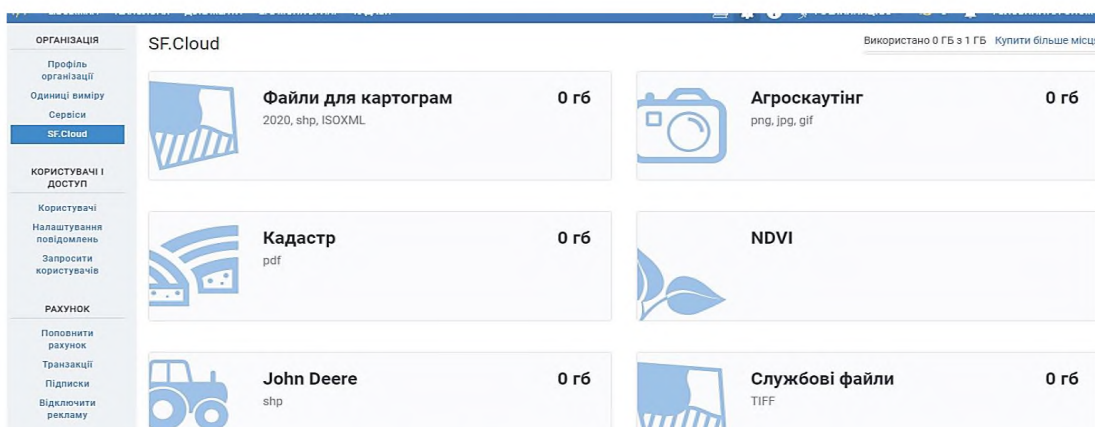 ОРГАНІЗАЦІЯ
Профіль
організації
Одиниці виміру
Сервіси
SF.Cloud
КОРИСТУВАЧІ І
ДОСТУП
Користувачі
Налаштування
повідомлень
Запросити
користувачів
РАХУНОК
Поповнити
рахунок
Транзакції
Підписки
Відключити
рекламу
SF.Cloud
Використано 0 ГБ з 1 ГБ Купити більше місця
Файли для картограм 0 гб
2020, shp, ISOXML
Агроскаутінг 0 гб
png, jpg, gif
Кадастр 0 гб
pdf
NDVI
John Deere 0 гб
shp
Службові файли 0 гб
TIFF